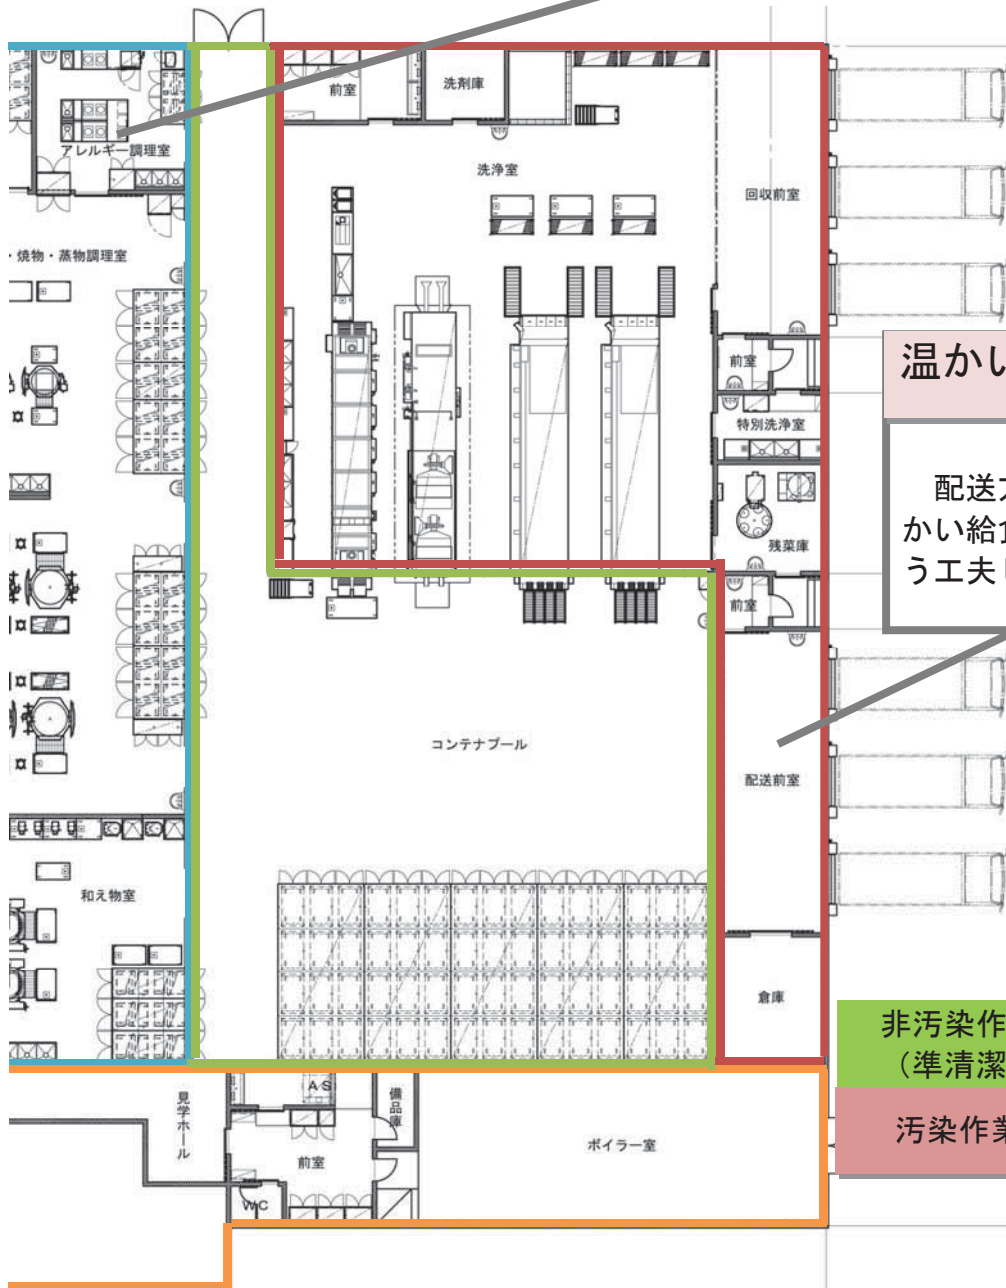 前室
洗剤庫
アレルギー調理室
洗浄室
回収前室
・焼物・蒸物調理室
前室
温かい
特別洗浄室
配送
かい給食
う工夫
残菜庫
前室
コンテナプール
配送前室
和え物室
倉庫
非汚染作
（準清潔
汚染作業
AS
備品庫
見学ホール
前室
ボイラー室
WC